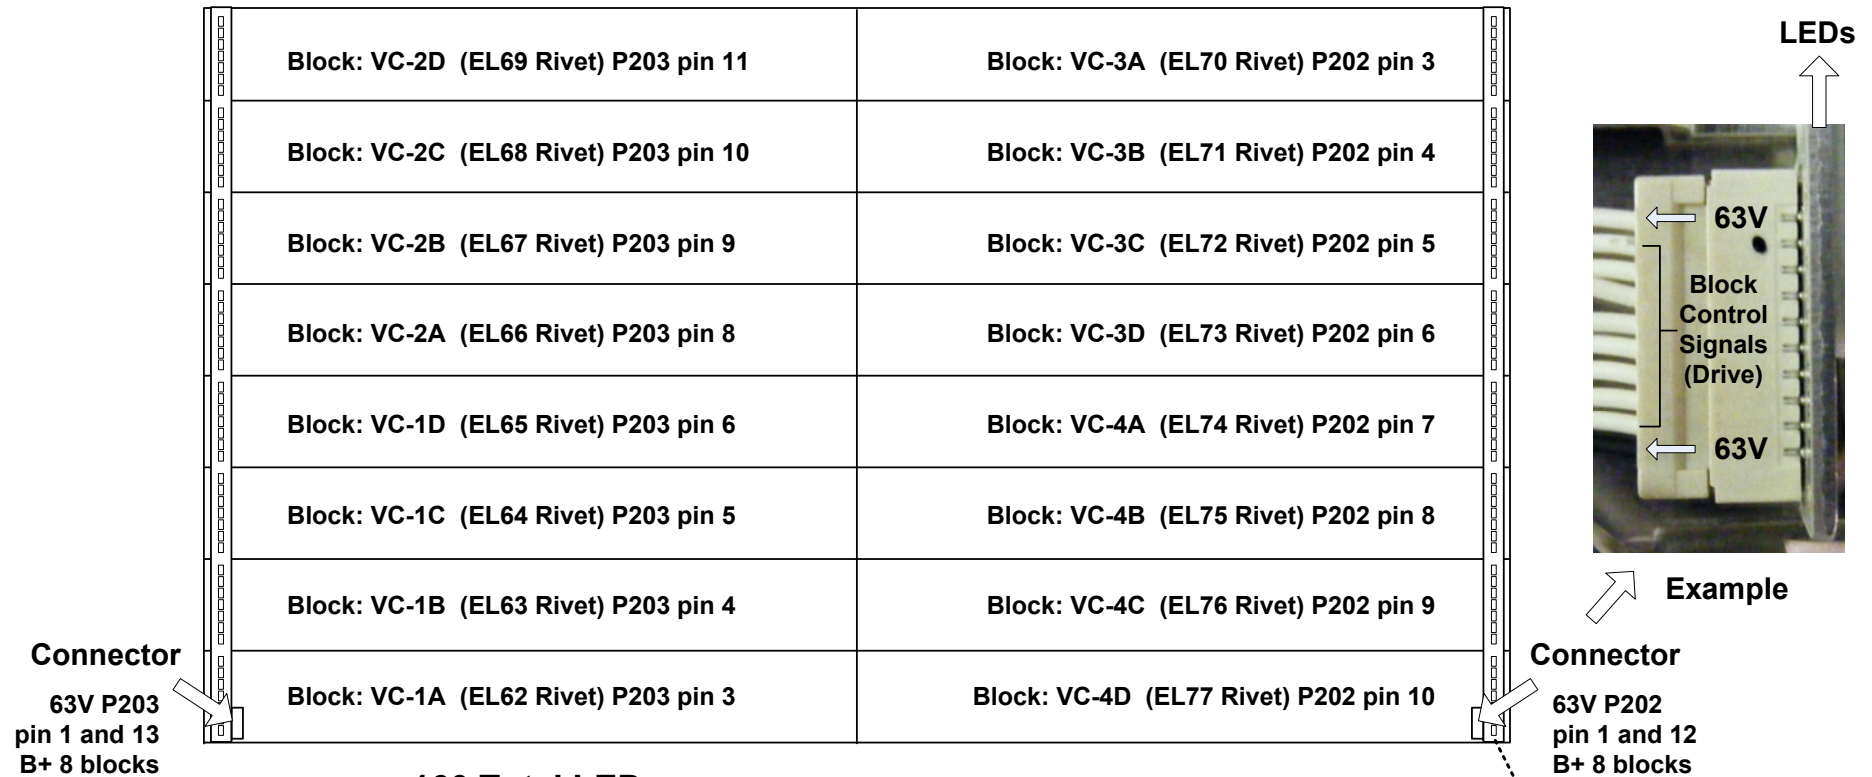 Block: VC-2D (EL69 Rivet) P203 pin 11
Block: VC-3A (EL70 Rivet) P202 pin 3
Block: VC-2C (EL68 Rivet) P203 pin 10
Block: VC-3B (EL71 Rivet) P202 pin 4
Block: VC-2B (EL67 Rivet) P203 pin 9
Block: VC-3C (EL72 Rivet) P202 pin 5
Block: VC-2A (EL66 Rivet) P203 pin 8
Block: VC-3D (EL73 Rivet) P202 pin 6
Block: VC-1D (EL65 Rivet) P203 pin 6
Block: VC-4A (EL74 Rivet) P202 pin 7
Block: VC-1C (EL64 Rivet) P203 pin 5
Block: VC-4B (EL75 Rivet) P202 pin 8
Block: VC-1B (EL63 Rivet) P203 pin 4
Block: VC-4C (EL76 Rivet) P202 pin 9
Block: VC-1A (EL62 Rivet) P203 pin 3
Block: VC-4D (EL77 Rivet) P202 pin 10
Connector
63V P203
pin 1 and 13
B+ 8 blocks
LEDs
63V
Block
Control
Signals
(Drive)
63V
Example
Connector
63V P202
pin 1 and 12
B+ 8 blocks